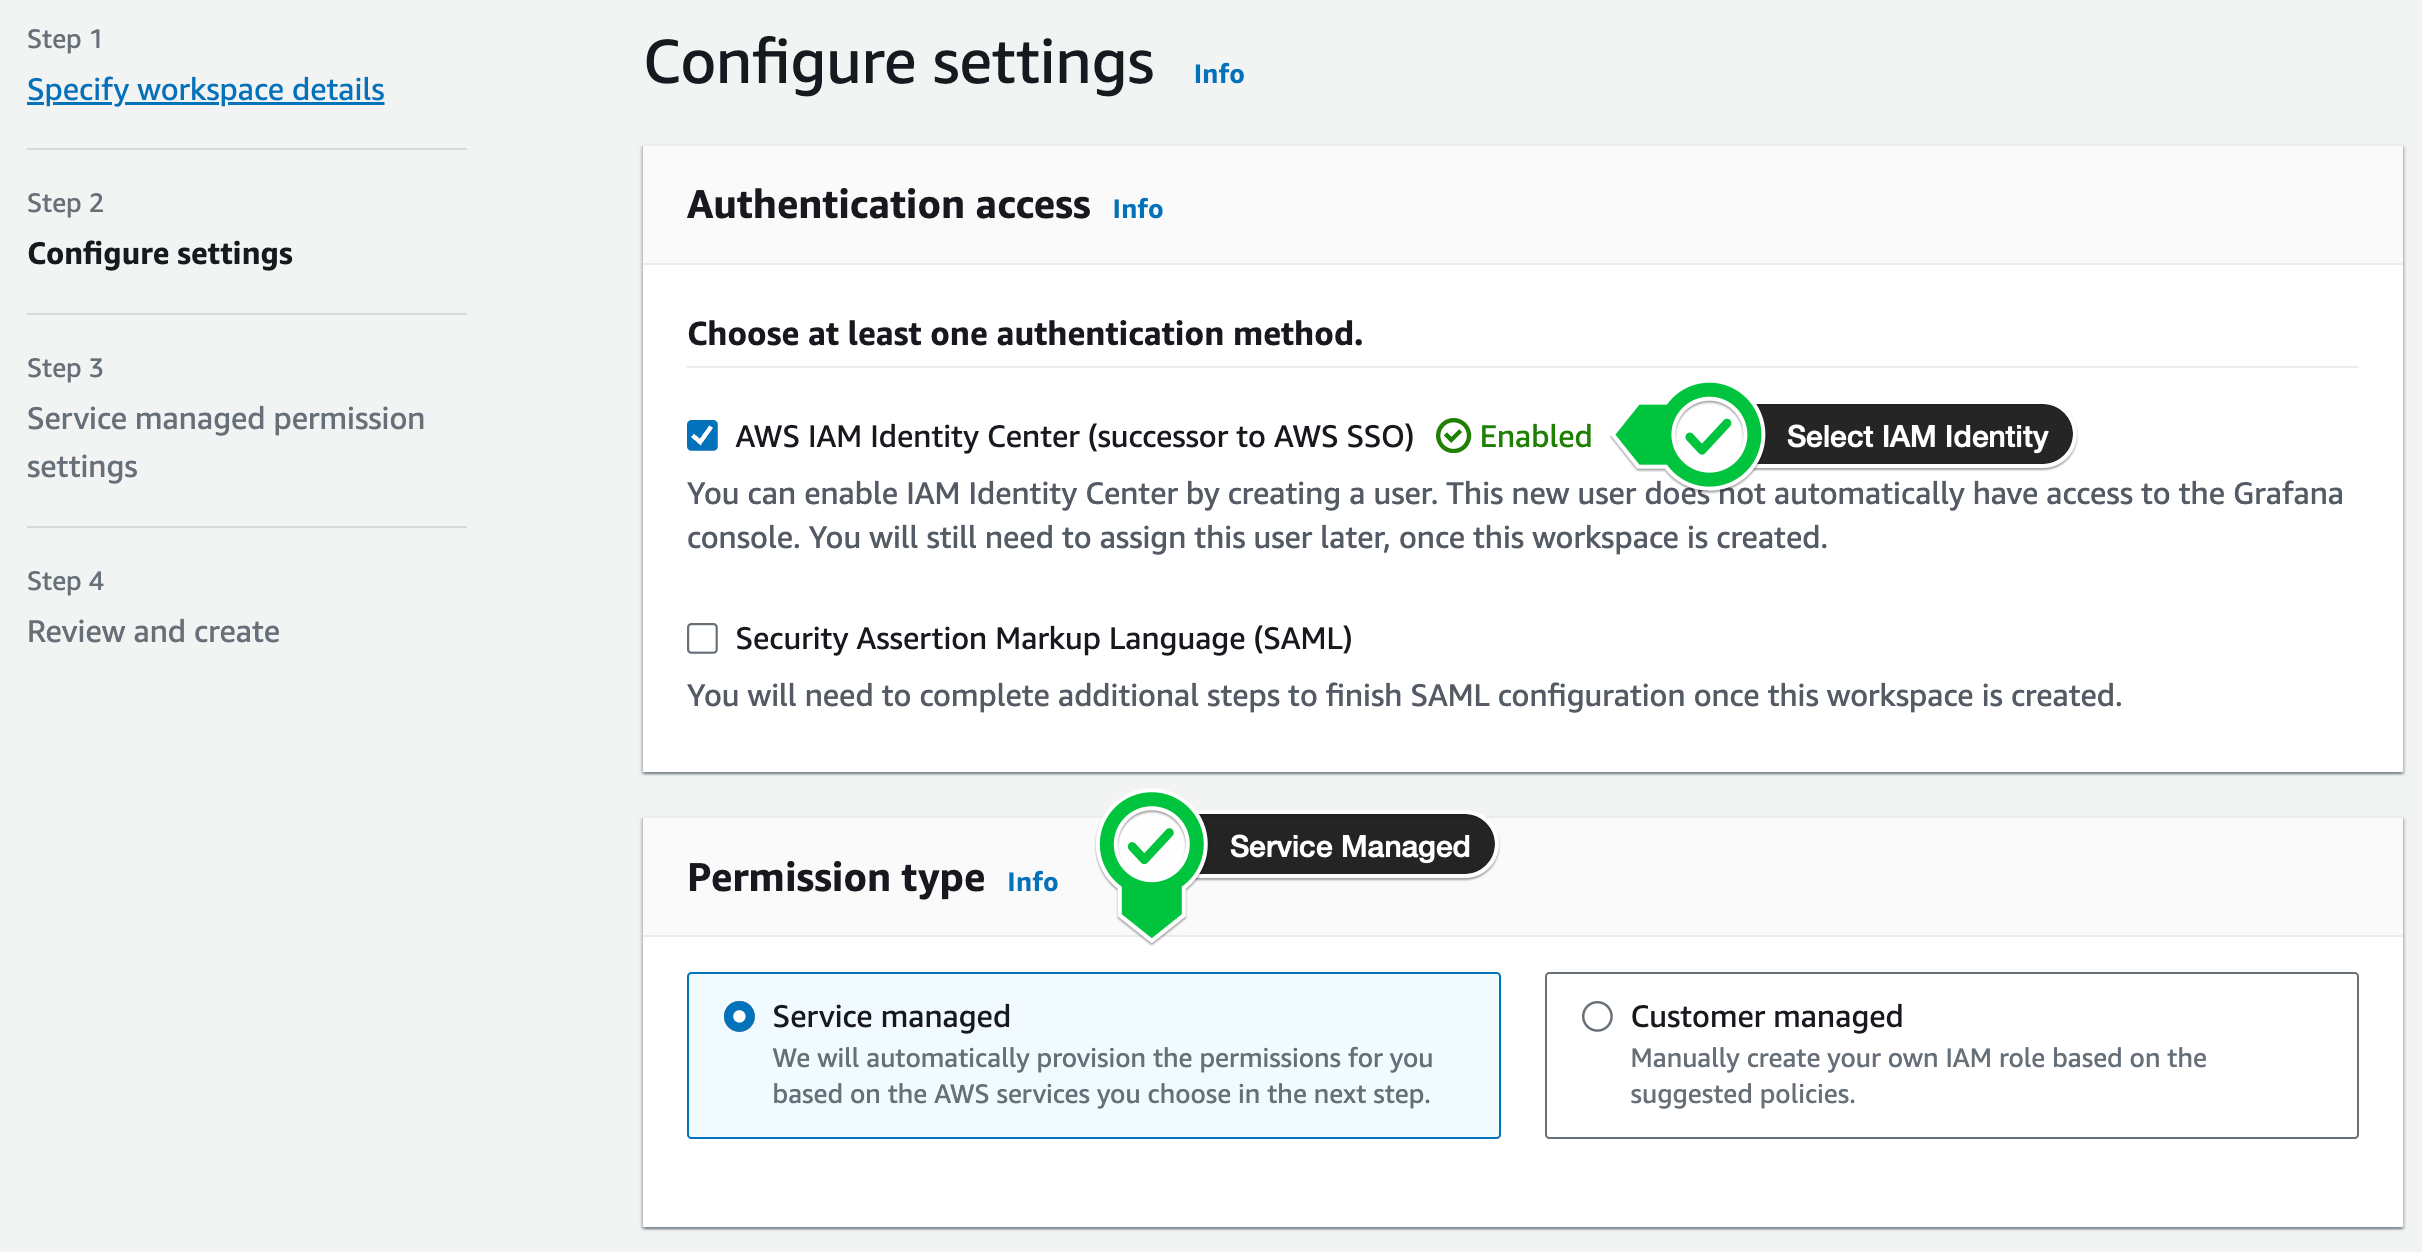 Step 1
Specify workspace details
Step 2
Configure settings
Step 3
Service managed permission
settings
Step 4
Review and create
Configure settings Info
Authentication access Info
Choose at least one authentication method.
AWS IAM Identity Center (successor to AWS SSO) Enabled Select IAM Identity
You can enable IAM Identity Center by creating a user. This new user does not automatically have access to the Grafana
console. You will still need to assign this user later, once this workspace is created.
Security Assertion Markup Language (SAML)
You will need to complete additional steps to finish SAML configuration once this workspace is created.
Service Managed
Permission type Info
Service managed
We will automatically provision the permissions for you
based on the AWS services you choose in the next step.
Customer managed
Manually create your own IAM role based on the
suggested policies.